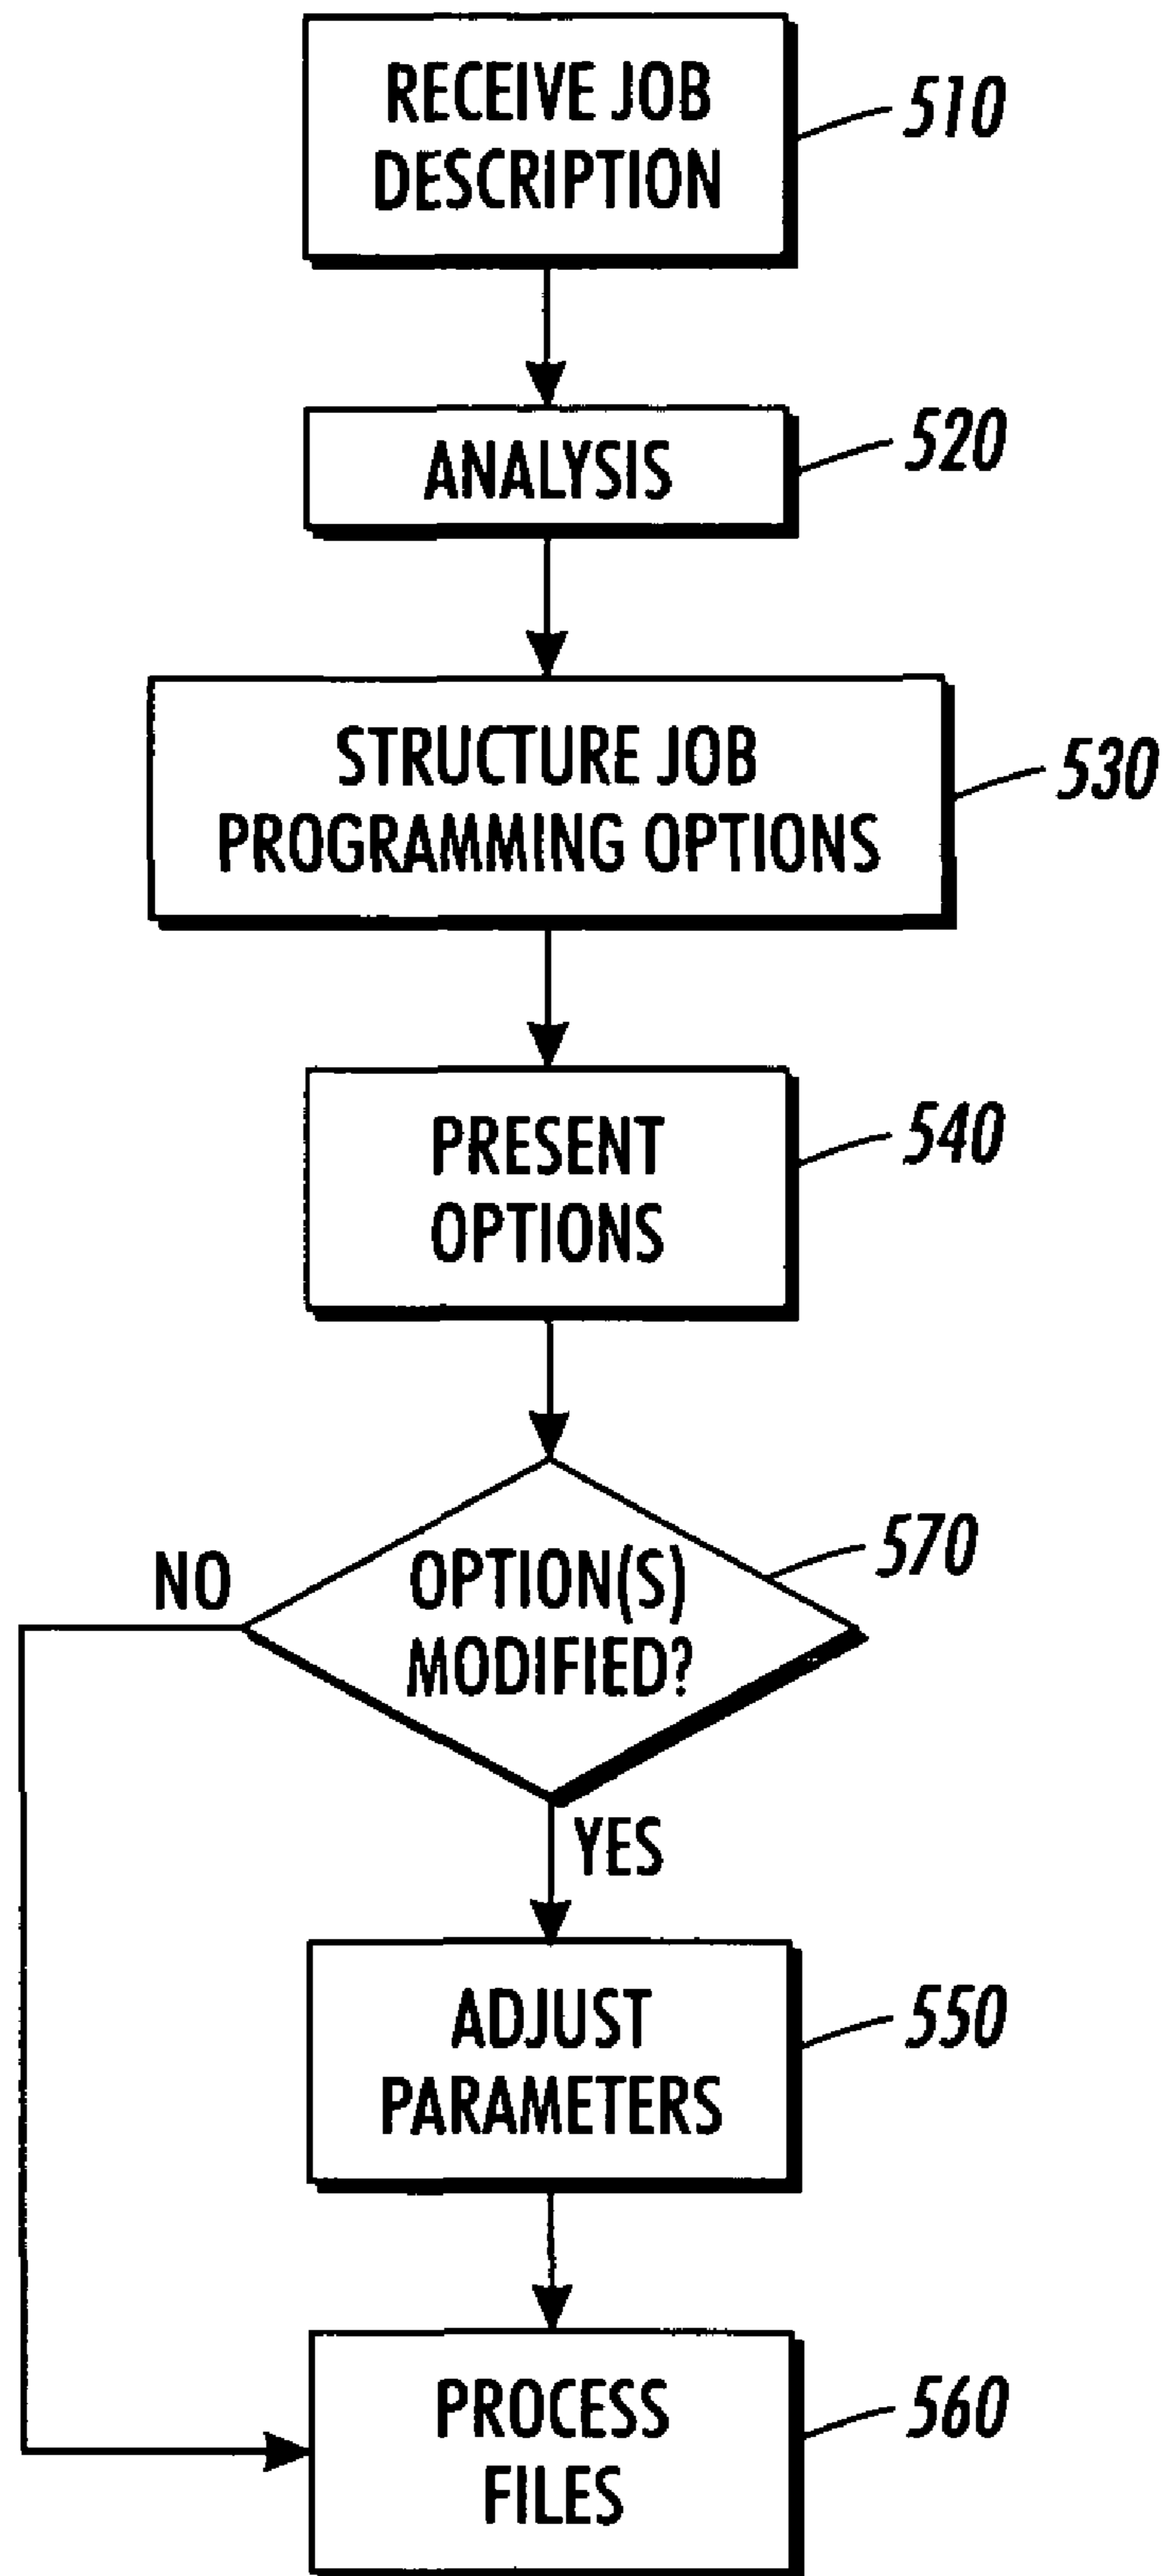 RECEIVE JOB
DESCRIPTION
510
ANALYSIS
520
STRUCTURE JOB
PROGRAMMING OPTIONS
530
PRESENT
OPTIONS
540
OPTION(S)
MODIFIED?
570
NO
YES
ADJUST
PARAMETERS
550
PROCESS
FILES
560